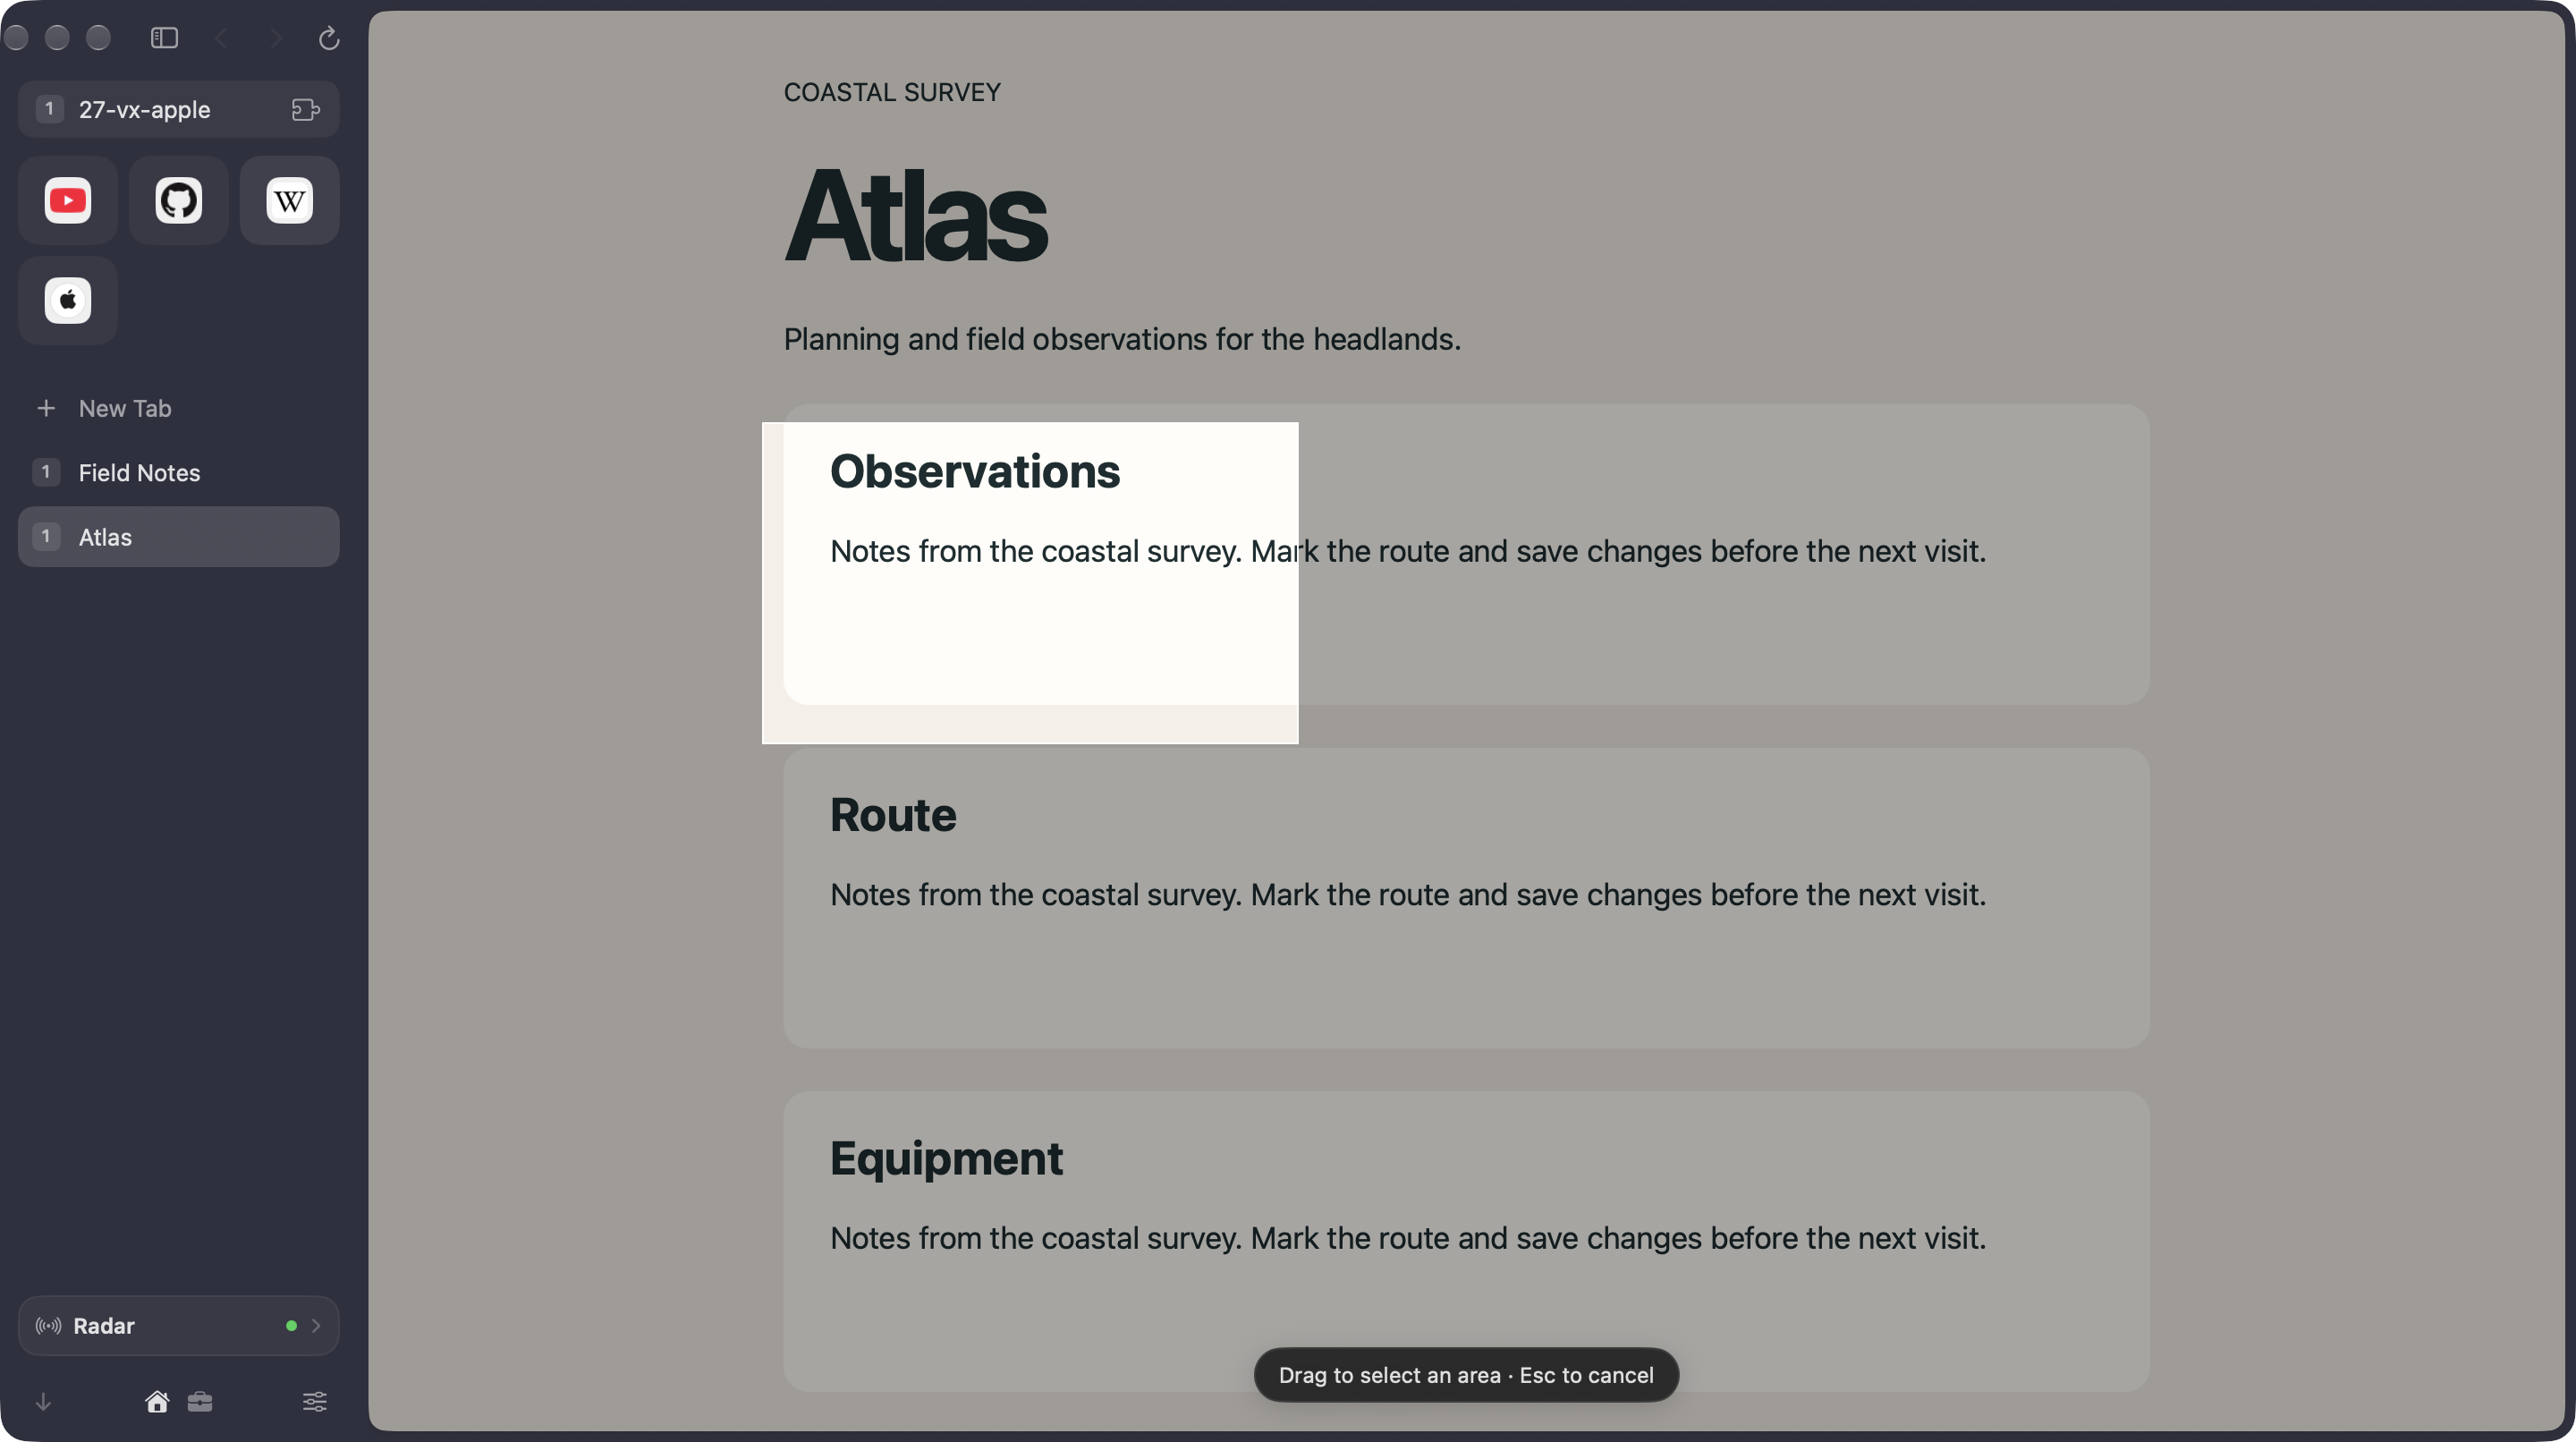 1 27-vx-apple
W
+ New Tab
1 Field Notes
1 Atlas
Radar
COASTAL SURVEY
Atlas
Planning and field observations for the headlands.
Observations
Notes from the coastal survey. Mark the route and save changes before the next visit.
Route
Notes from the coastal survey. Mark the route and save changes before the next visit.
Equipment
Notes from the coastal survey. Mark the route and save changes before the next visit.
Drag to select an area · Esc to cancel